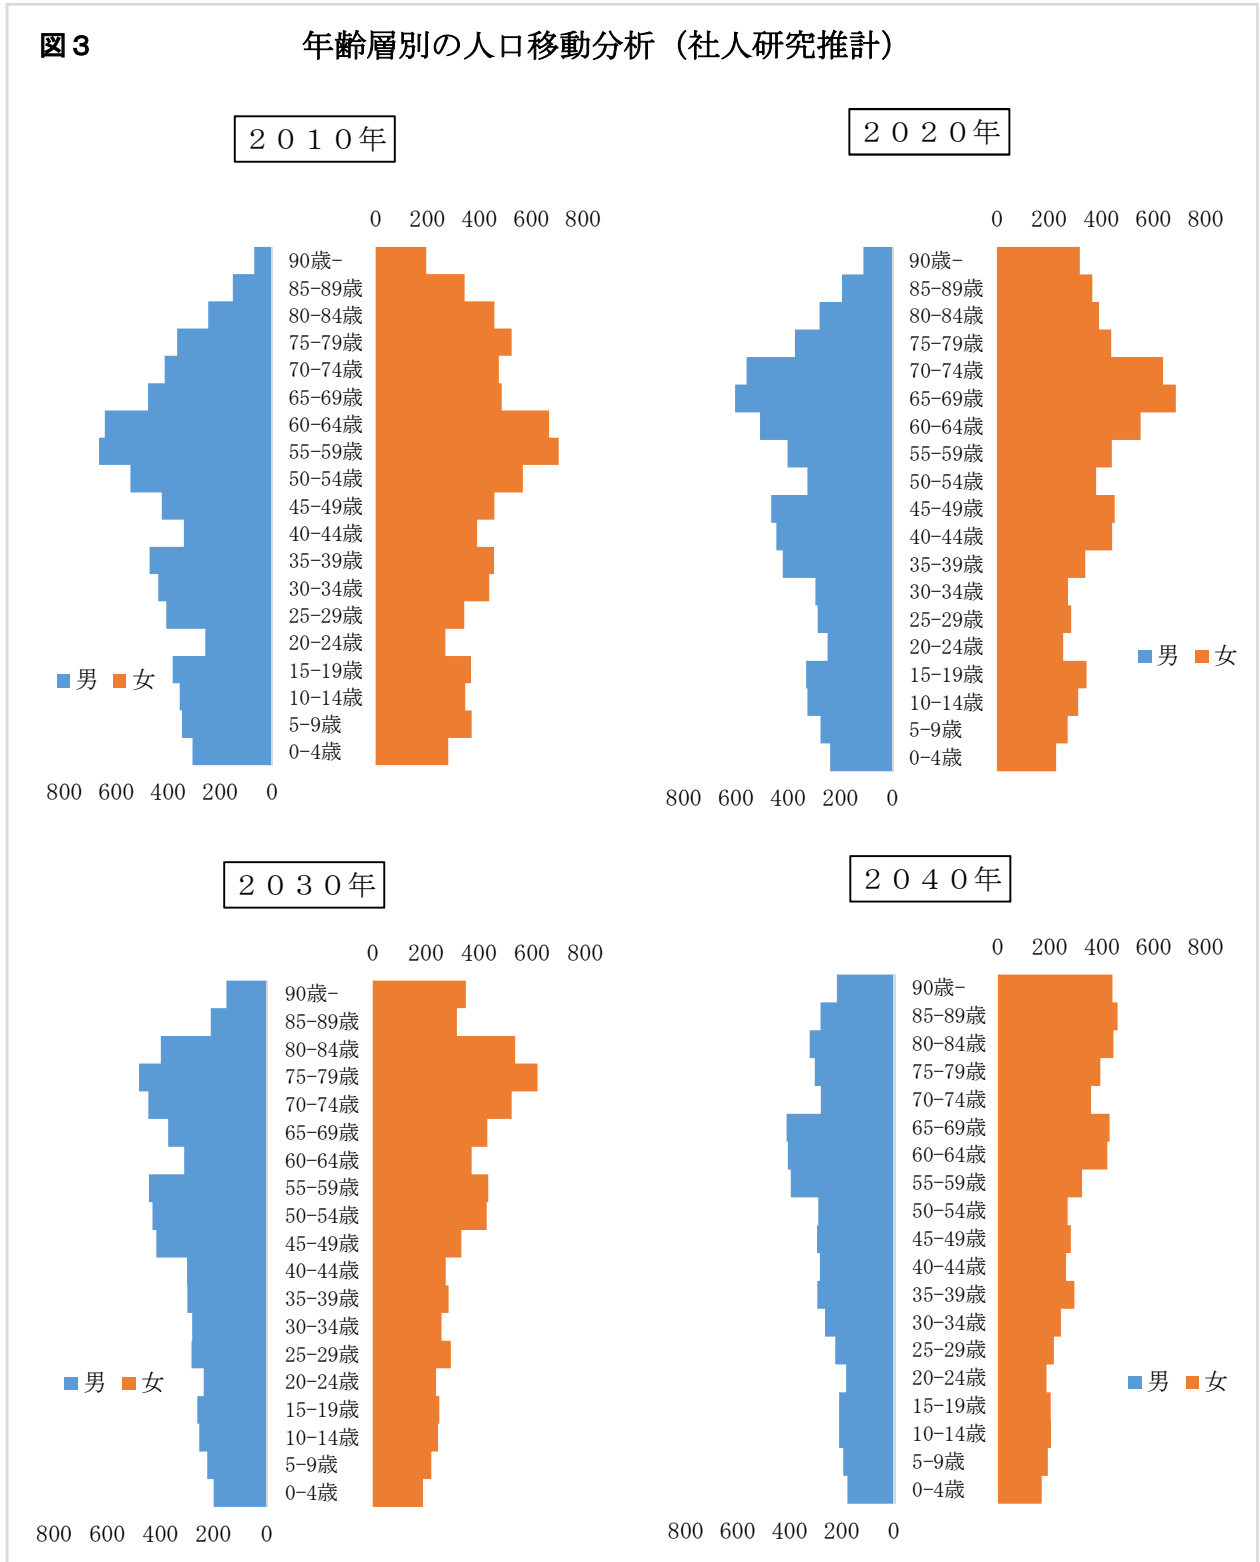 図３
年齢層別の人口移動分析（社人研究推計）
２０１０年
0 200 400 600 800
90歳-
85-89歳
80-84歳
75-79歳
70-74歳
65-69歳
60-64歳
55-59歳
50-54歳
45-49歳
40-44歳
35-39歳
30-34歳
25-29歳
20-24歳
15-19歳
10-14歳
5-9歳
0-4歳
男 女
800 600 400 200 0
２０２０年
0 200 400 600 800
90歳-
85-89歳
80-84歳
75-79歳
70-74歳
65-69歳
60-64歳
55-59歳
50-54歳
45-49歳
40-44歳
35-39歳
30-34歳
25-29歳
20-24歳
15-19歳
10-14歳
5-9歳
0-4歳
男 女
800 600 400 200 0
２０３０年
0 200 400 600 800
90歳-
85-89歳
80-84歳
75-79歳
70-74歳
65-69歳
60-64歳
55-59歳
50-54歳
45-49歳
40-44歳
35-39歳
30-34歳
25-29歳
20-24歳
15-19歳
10-14歳
5-9歳
0-4歳
男 女
800 600 400 200 0
２０４０年
0 200 400 600 800
90歳-
85-89歳
80-84歳
75-79歳
70-74歳
65-69歳
60-64歳
55-59歳
50-54歳
45-49歳
40-44歳
35-39歳
30-34歳
25-29歳
20-24歳
15-19歳
10-14歳
5-9歳
0-4歳
男 女
800 600 400 200 0